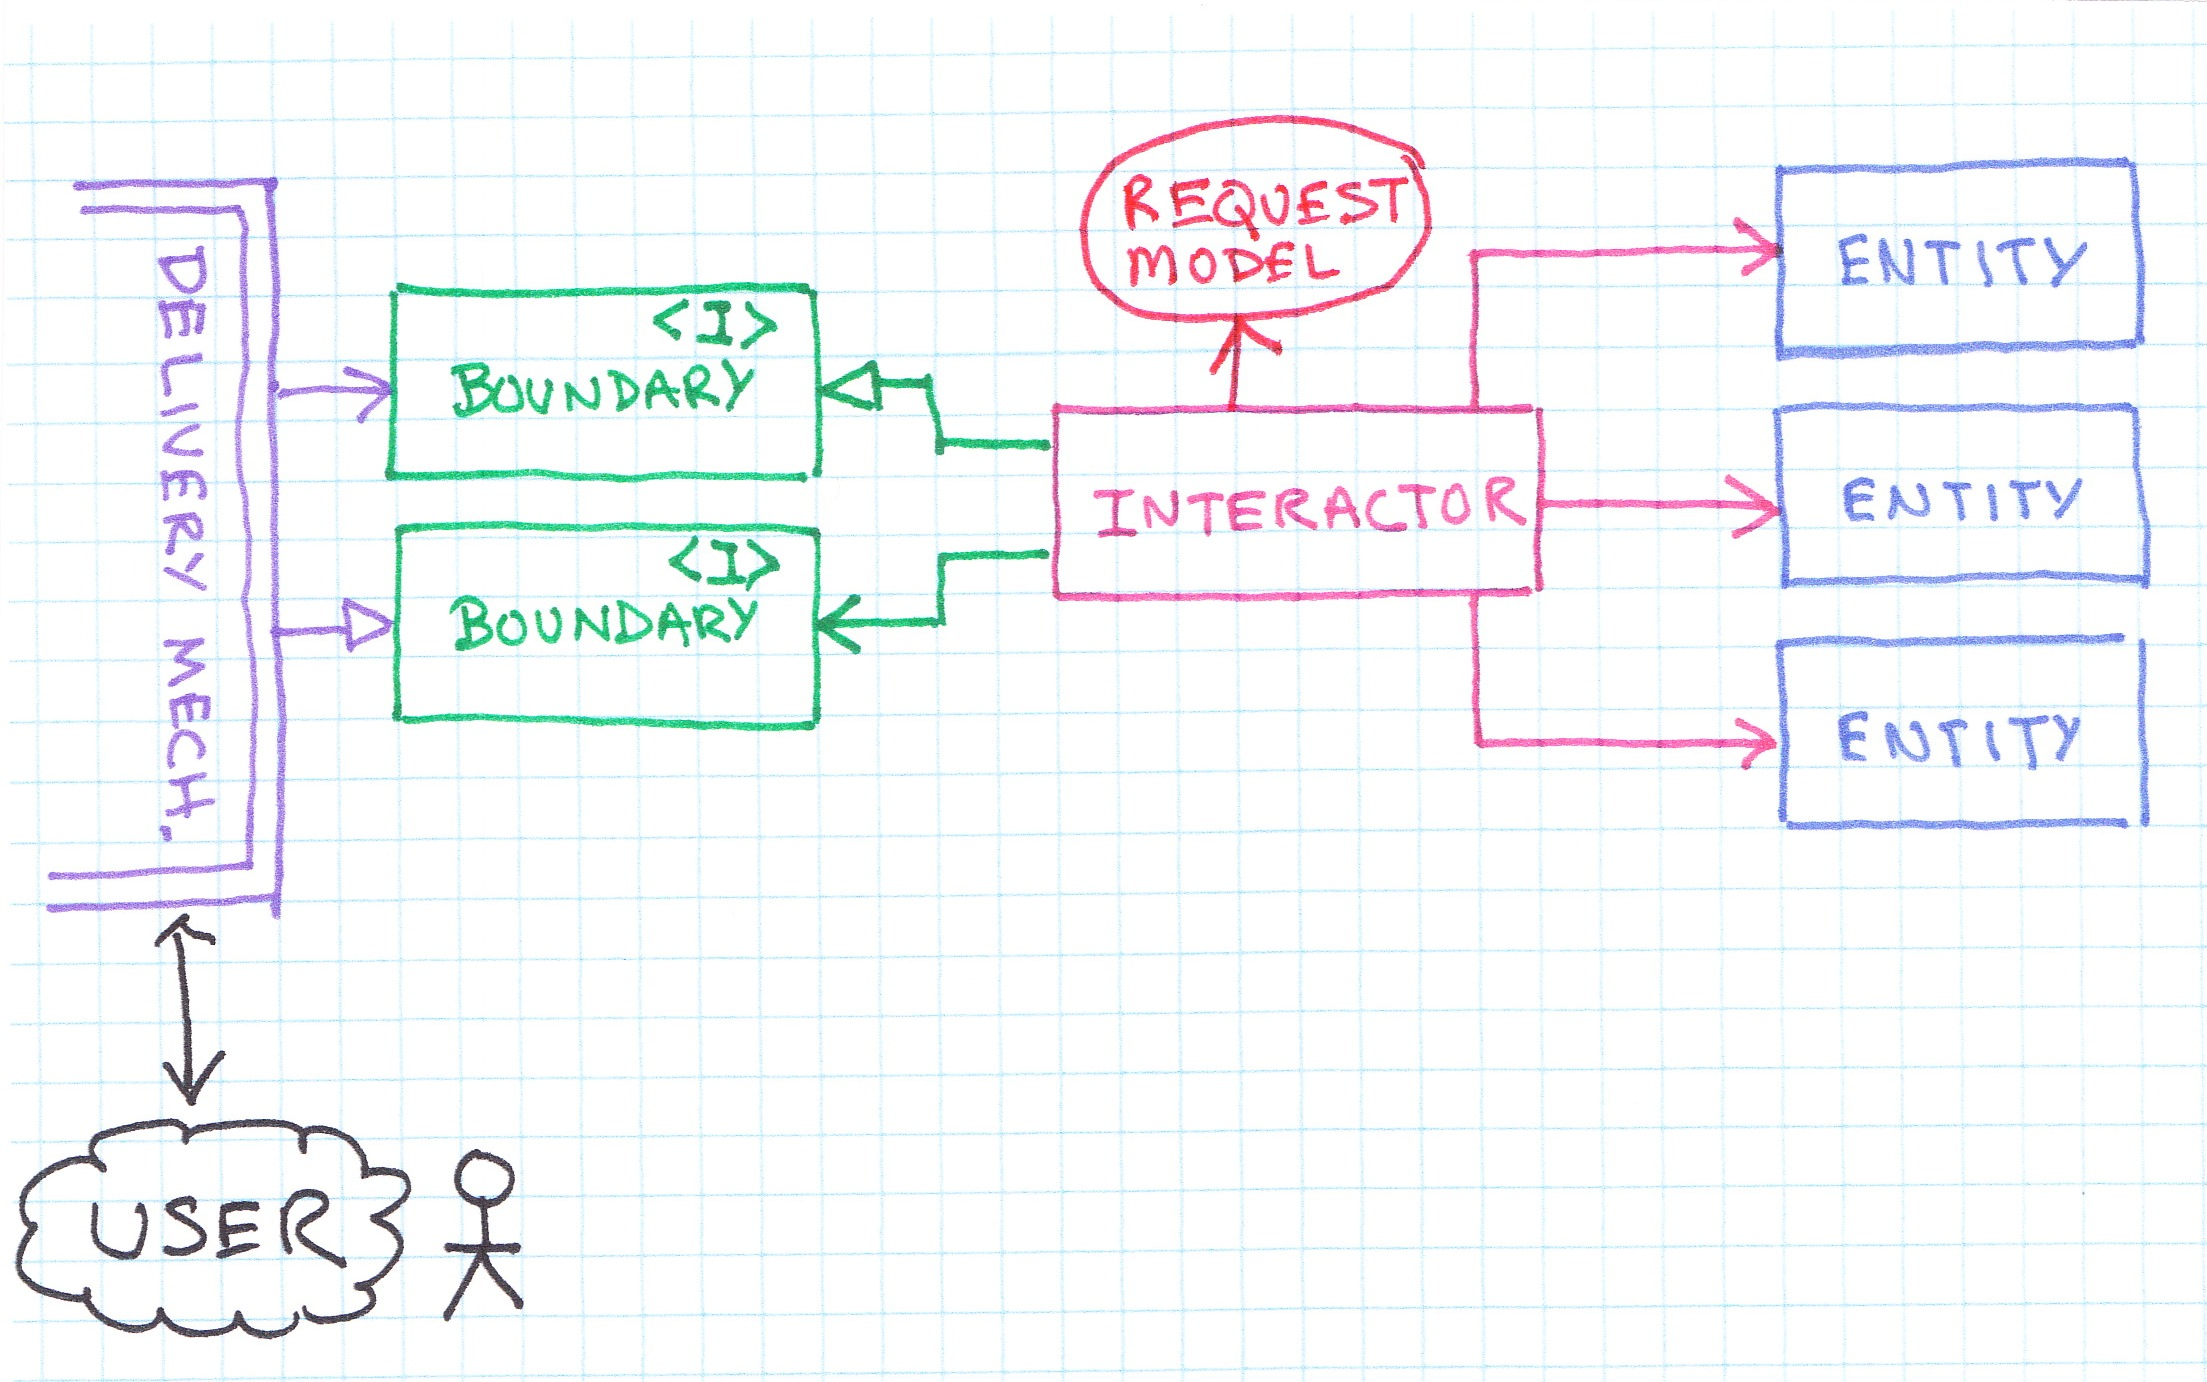 DELIVERY MECH.
<I>
BOUNDARY
<I>
BOUNDARY
REQUEST
MODEL
INTERACTOR
ENTITY
ENTITY
ENTITY
USER